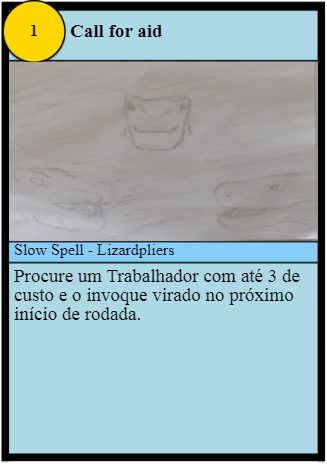 1
Call for aid
Slow Spell - Lizardpliers
Procure um Trabalhador com até 3 de
custo e o invoque virado no próximo
início de rodada.